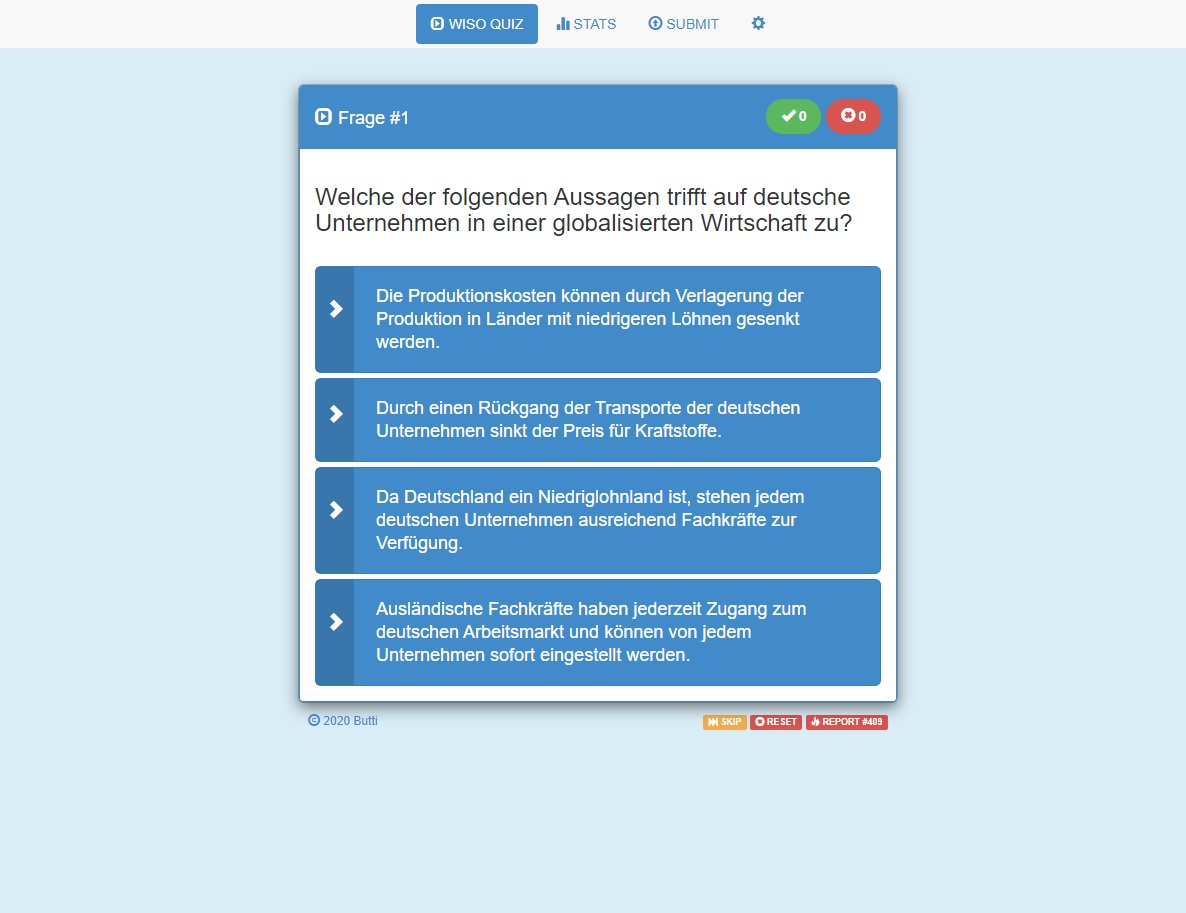 WISO QUIZ STATS SUBMIT
Frage #1 0 0
Welche der folgenden Aussagen trifft auf deutsche
Unternehmen in einer globalisierten Wirtschaft zu?
Die Produktionskosten können durch Verlagerung der
Produktion in Länder mit niedrigeren Löhnen gesenkt
werden.
Durch einen Rückgang der Transporte der deutschen
Unternehmen sinkt der Preis für Kraftstoffe.
Da Deutschland ein Niedriglohnland ist, stehen jedem
deutschen Unternehmen ausreichend Fachkräfte zur
Verfügung.
Ausländische Fachkräfte haben jederzeit Zugang zum
deutschen Arbeitsmarkt und können von jedem
Unternehmen sofort eingestellt werden.
© 2020 Butti SKIP RESET REPORT #409